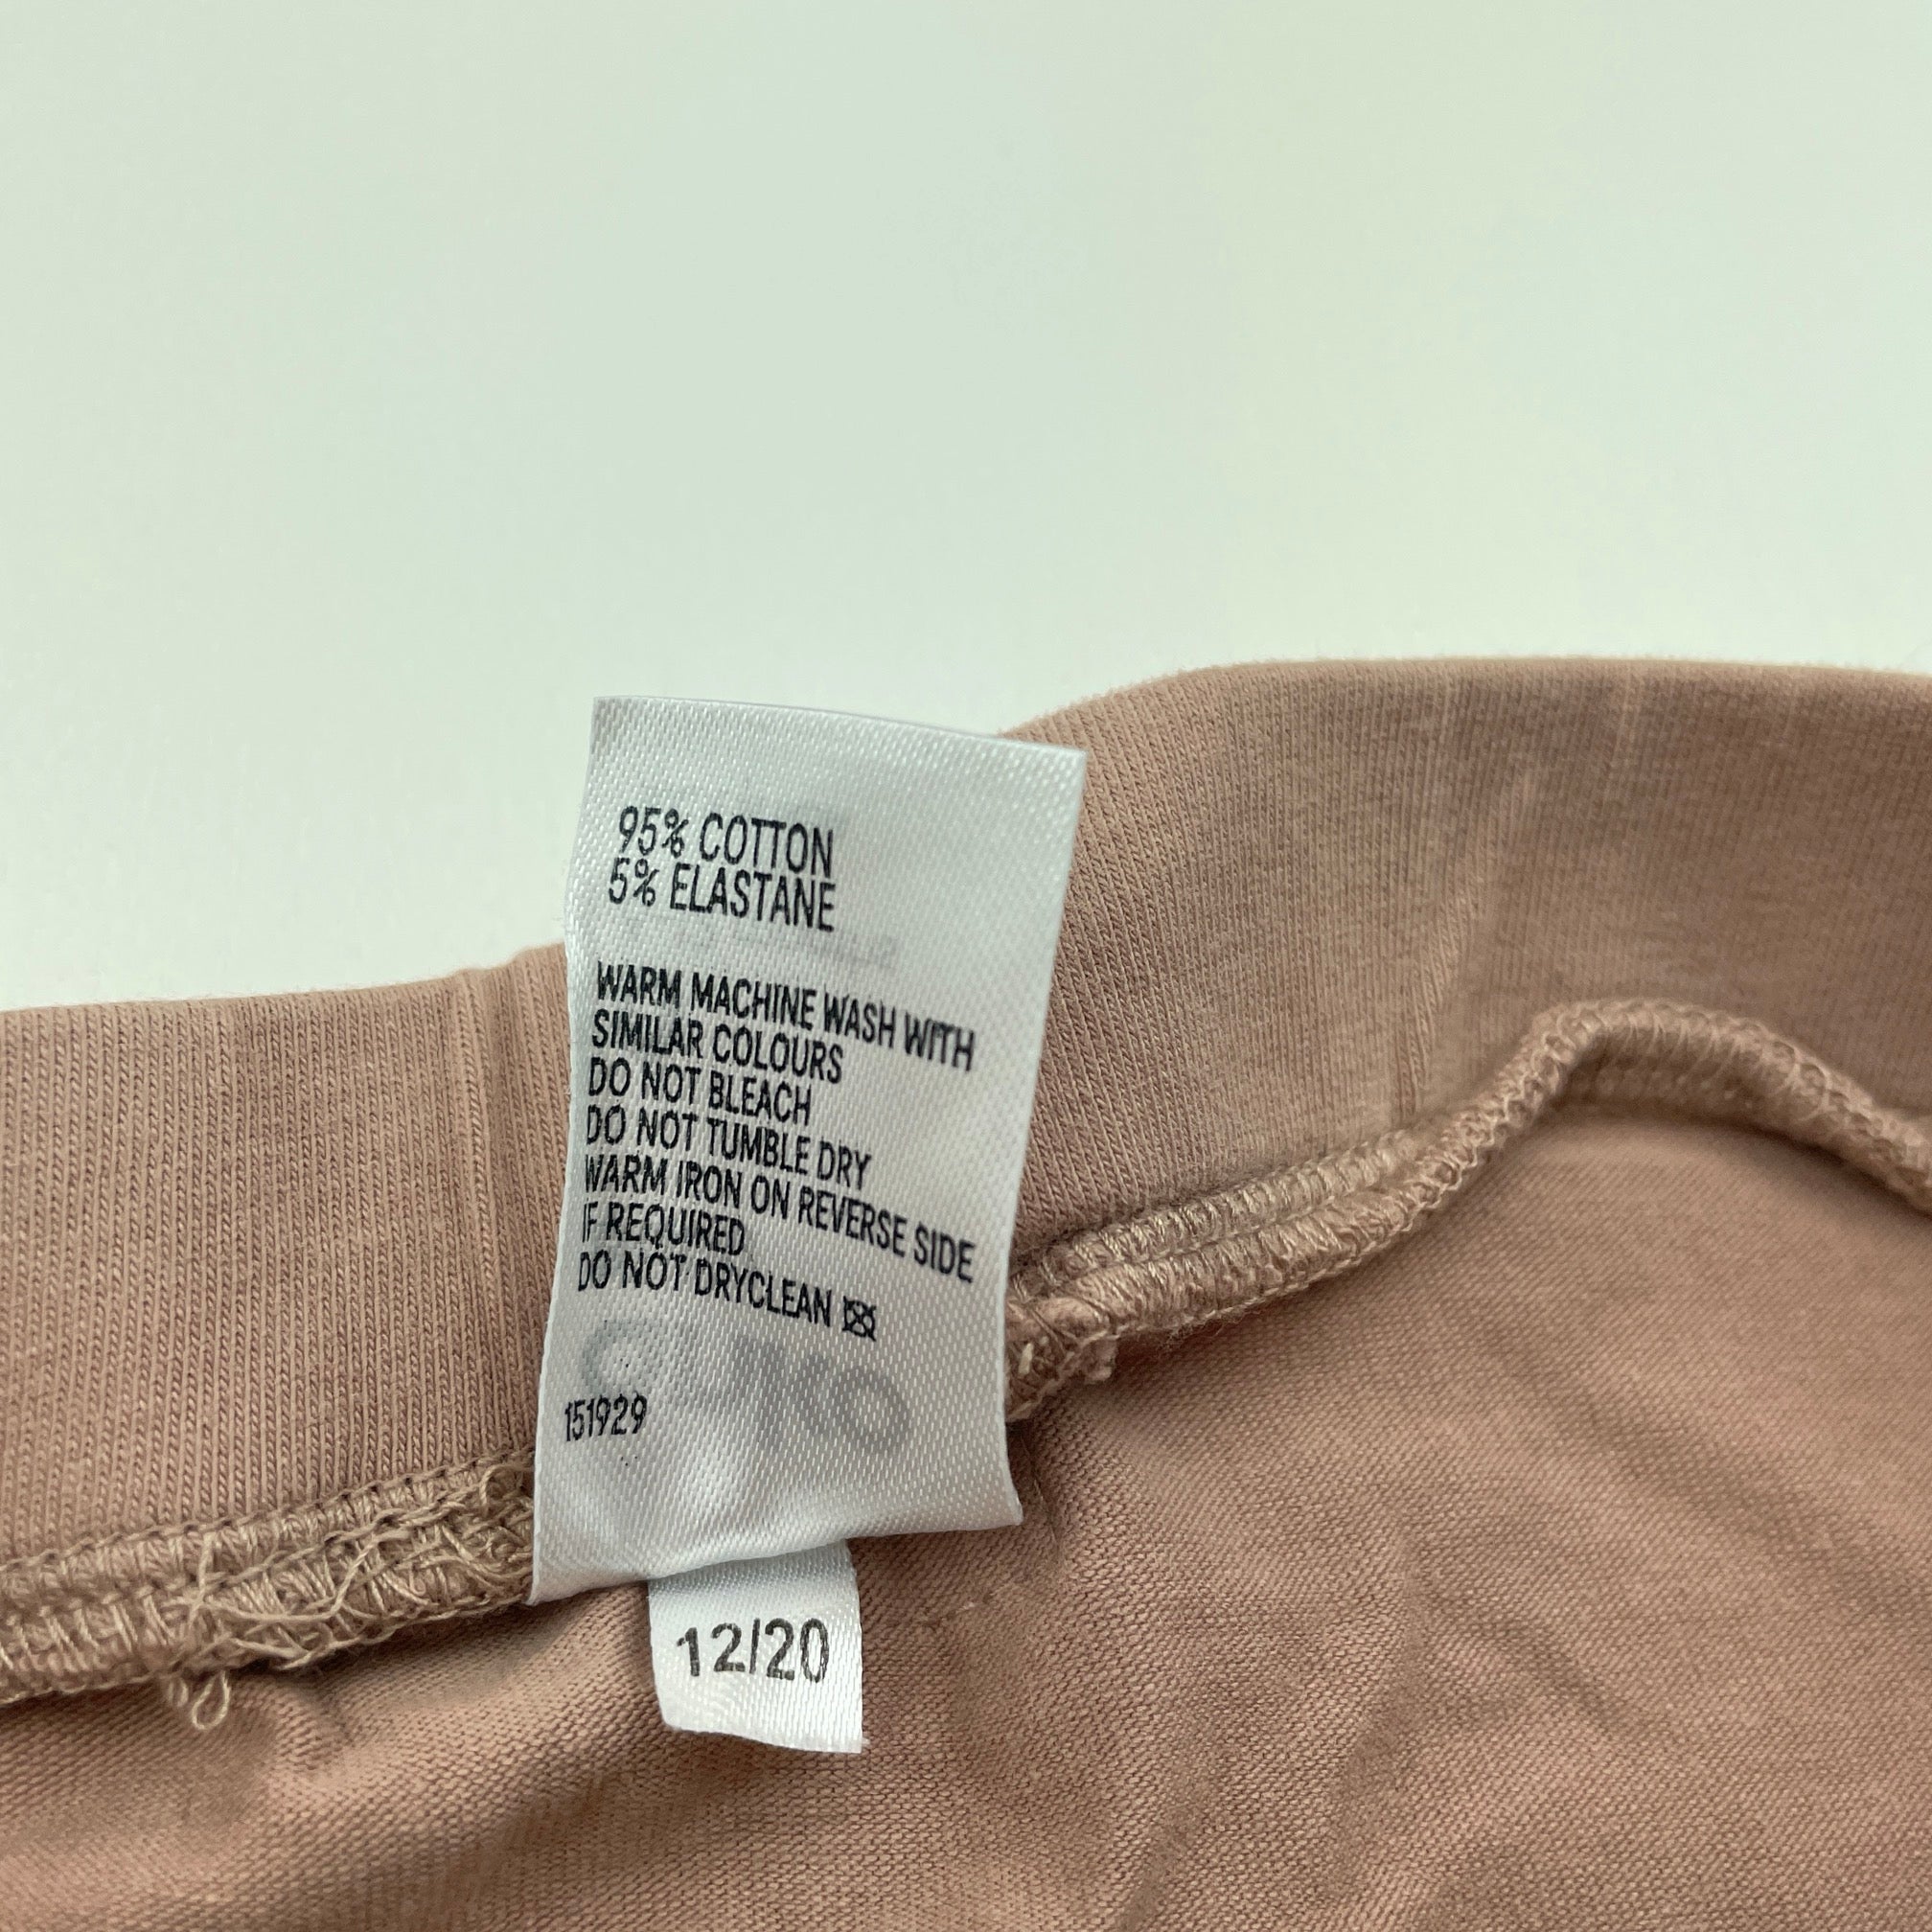 95% COTTON
5% ELASTANE
WARM MACHINE WASH WITH
SIMILAR COLOURS
DO NOT BLEACH
DO NOT TUMBLE DRY
WARM IRON ON REVERSE SIDE
IF REQUIRED
DO NOT DRYCLEAN
151929
12/20